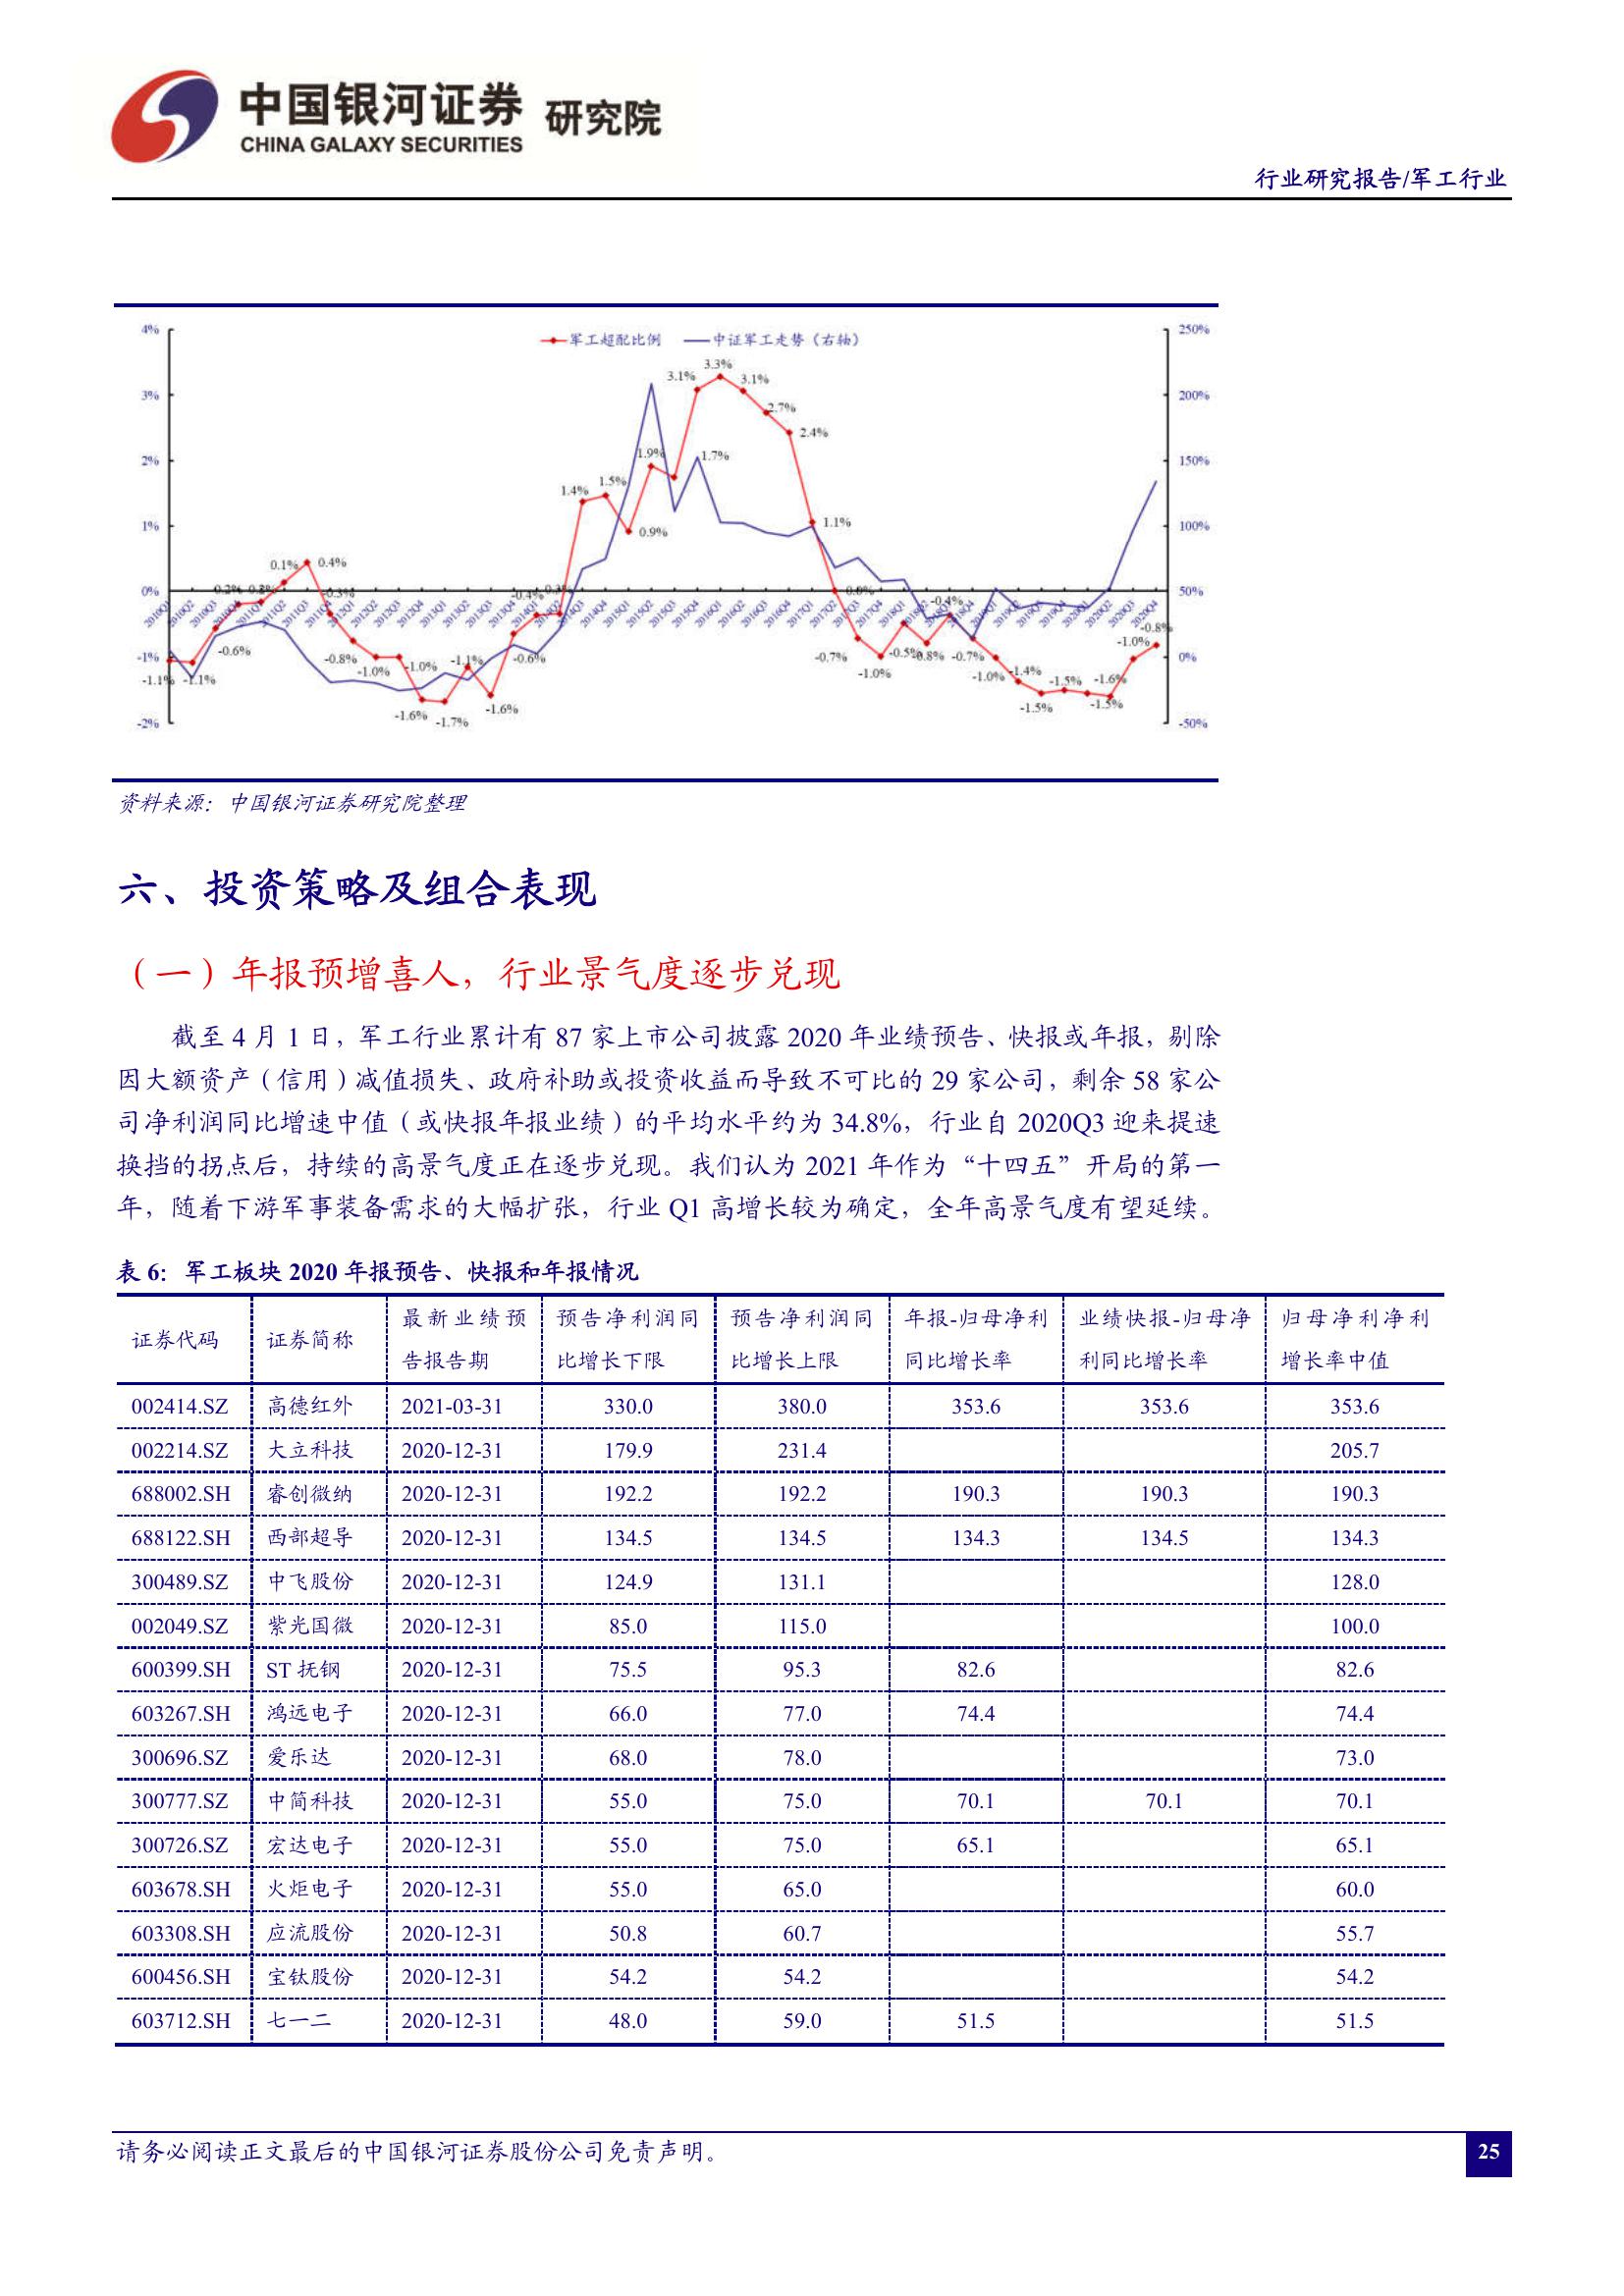 中国银河证券 研究院
CHINA GALAXY SECURITIES
行业研究报告/军工行业
军工超配比例 中证军工走势（右轴）
4% 250%
3% 200%
2% 150%
1% 100%
0% 50%
-1% 0%
-2% -50%
3.1% 3.3% 3.1% 2.7% 2.4%
1.9% 1.7%
1.4% 1.5% 0.9% 1.1%
0.1% 0.4%
-1.1% -1.1% -0.6% -0.8% -1.0% -1.0% -1.6% -1.7% -1.1% -1.6% -0.6%
-0.7% -1.0% -0.5% -0.8% -0.4% -0.7% -1.0% -1.4% -1.5% -1.5% -1.5% -1.6% -1.0% -0.8%
资料来源：中国银河证券研究院整理
六、投资策略及组合表现
（一）年报预增喜人，行业景气度逐步兑现
截至 4 月 1 日，军工行业累计有 87 家上市公司披露 2020 年业绩预告、快报或年报，剔除
因大额资产（信用）减值损失、政府补助或投资收益而导致不可比的 29 家公司，剩余 58 家公
司净利润同比增速中值（或快报年报业绩）的平均水平约为 34.8%，行业自 2020Q3 迎来提速
换挡的拐点后，持续的高景气度正在逐步兑现。我们认为 2021 年作为“十四五”开局的第一
年，随着下游军事装备需求的大幅扩张，行业 Q1 高增长较为确定，全年高景气度有望延续。
表 6：军工板块 2020 年报预告、快报和年报情况
证券代码 证券简称 最新业绩预告报告期 预告净利润同比增长下限 预告净利润同比增长上限 年报-归母净利同比增长率 业绩快报-归母净利同比增长率 归母净利净利增长率中值
002414.SZ 高德红外 2021-03-31 330.0 380.0 353.6 353.6 353.6
002214.SZ 大立科技 2020-12-31 179.9 231.4 205.7
688002.SH 睿创微纳 2020-12-31 192.2 192.2 190.3 190.3 190.3
688122.SH 西部超导 2020-12-31 134.5 134.5 134.3 134.5 134.3
300489.SZ 中飞股份 2020-12-31 124.9 131.1 128.0
002049.SZ 紫光国微 2020-12-31 85.0 115.0 100.0
600399.SH ST 抚钢 2020-12-31 75.5 95.3 82.6 82.6
603267.SH 鸿远电子 2020-12-31 66.0 77.0 74.4 74.4
300696.SZ 爱乐达 2020-12-31 68.0 78.0 73.0
300777.SZ 中简科技 2020-12-31 55.0 75.0 70.1 70.1 70.1
300726.SZ 宏达电子 2020-12-31 55.0 75.0 65.1 65.1
603678.SH 火炬电子 2020-12-31 55.0 65.0 60.0
603308.SH 应流股份 2020-12-31 50.8 60.7 55.7
600456.SH 宝钛股份 2020-12-31 54.2 54.2 54.2
603712.SH 七一二 2020-12-31 48.0 59.0 51.5 51.5
请务必阅读正文最后的中国银河证券股份公司免责声明。
25